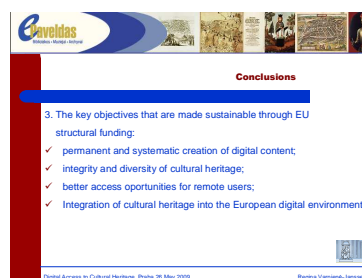 ePaveldas
Conclusions
3. The key objectives that are made sustainable through EU
structural funding:
✓ permanent and systematic creation of digital content;
✓ integrity and diversity of cultural heritage;
✓ better access oportunities for remote users;
✓ Integration of cultural heritage into the European digital environment
Digital Access to Cultural Heritage, Praha 26 May 2009